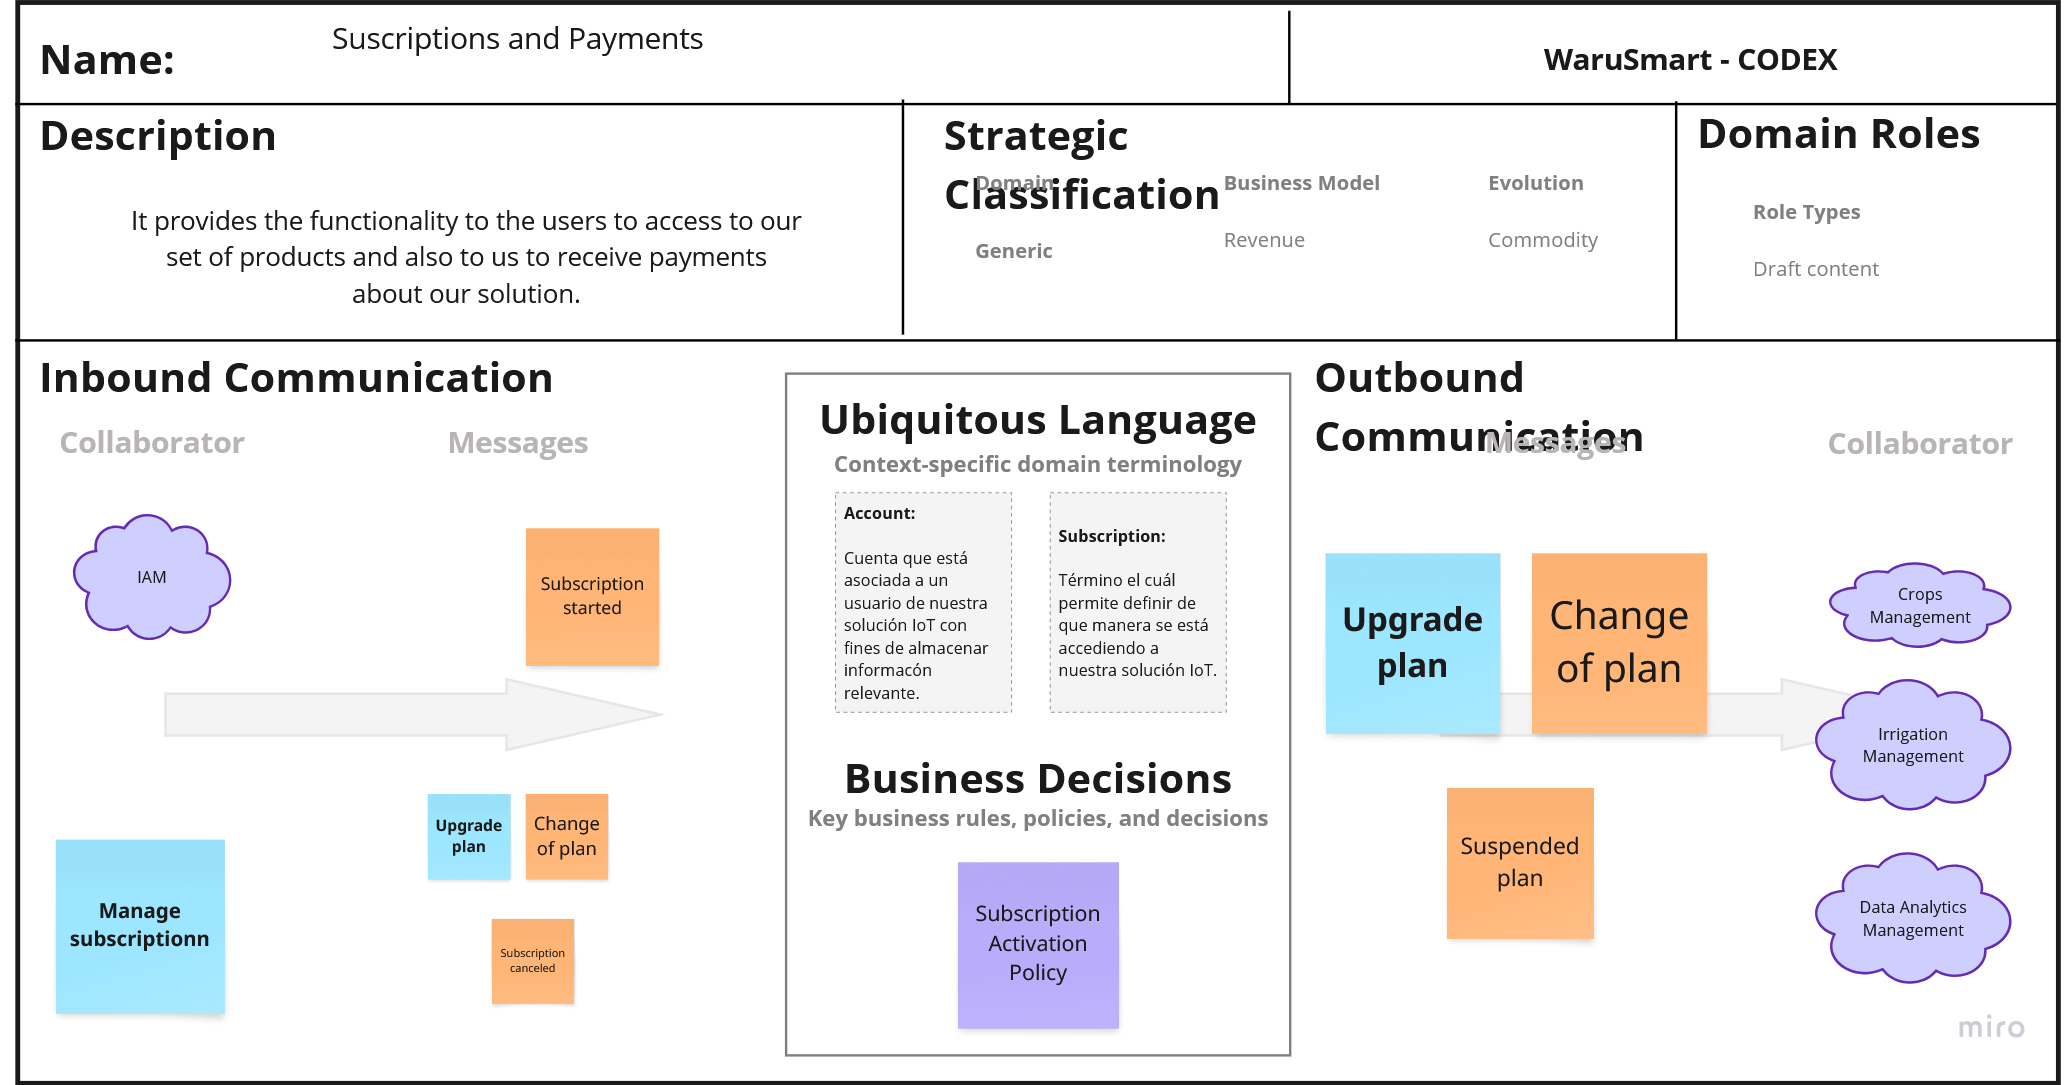 Name:
Suscriptions and Payments
WaruSmart - CODEX
Description
It provides the functionality to the users to access to our
set of products and also to us to receive payments
about our solution.
Strategic
Classification
Domain
Generic
Business Model
Revenue
Evolution
Commodity
Domain Roles
Role Types
Draft content
Inbound Communication
Collaborator
Messages
IAM
Subscription
started
Upgrade
plan
Change
of plan
Manage
subscriptionn
Subscription
canceled
Ubiquitous Language
Context-specific domain terminology
Account:
Cuenta que está
asociada a un
usuario de nuestra
solución IoT con
fines de almacenar
informacón
relevante.
Subscription:
Término el cuál
permite definir de
que manera se está
accediendo a
nuestra solución IoT.
Business Decisions
Key business rules, policies, and decisions
Subscription
Activation
Policy
Outbound
Communication
Messages
Collaborator
Upgrade
plan
Change
of plan
Suspended
plan
Crops
Management
Irrigation
Management
Data Analytics
Management
miro